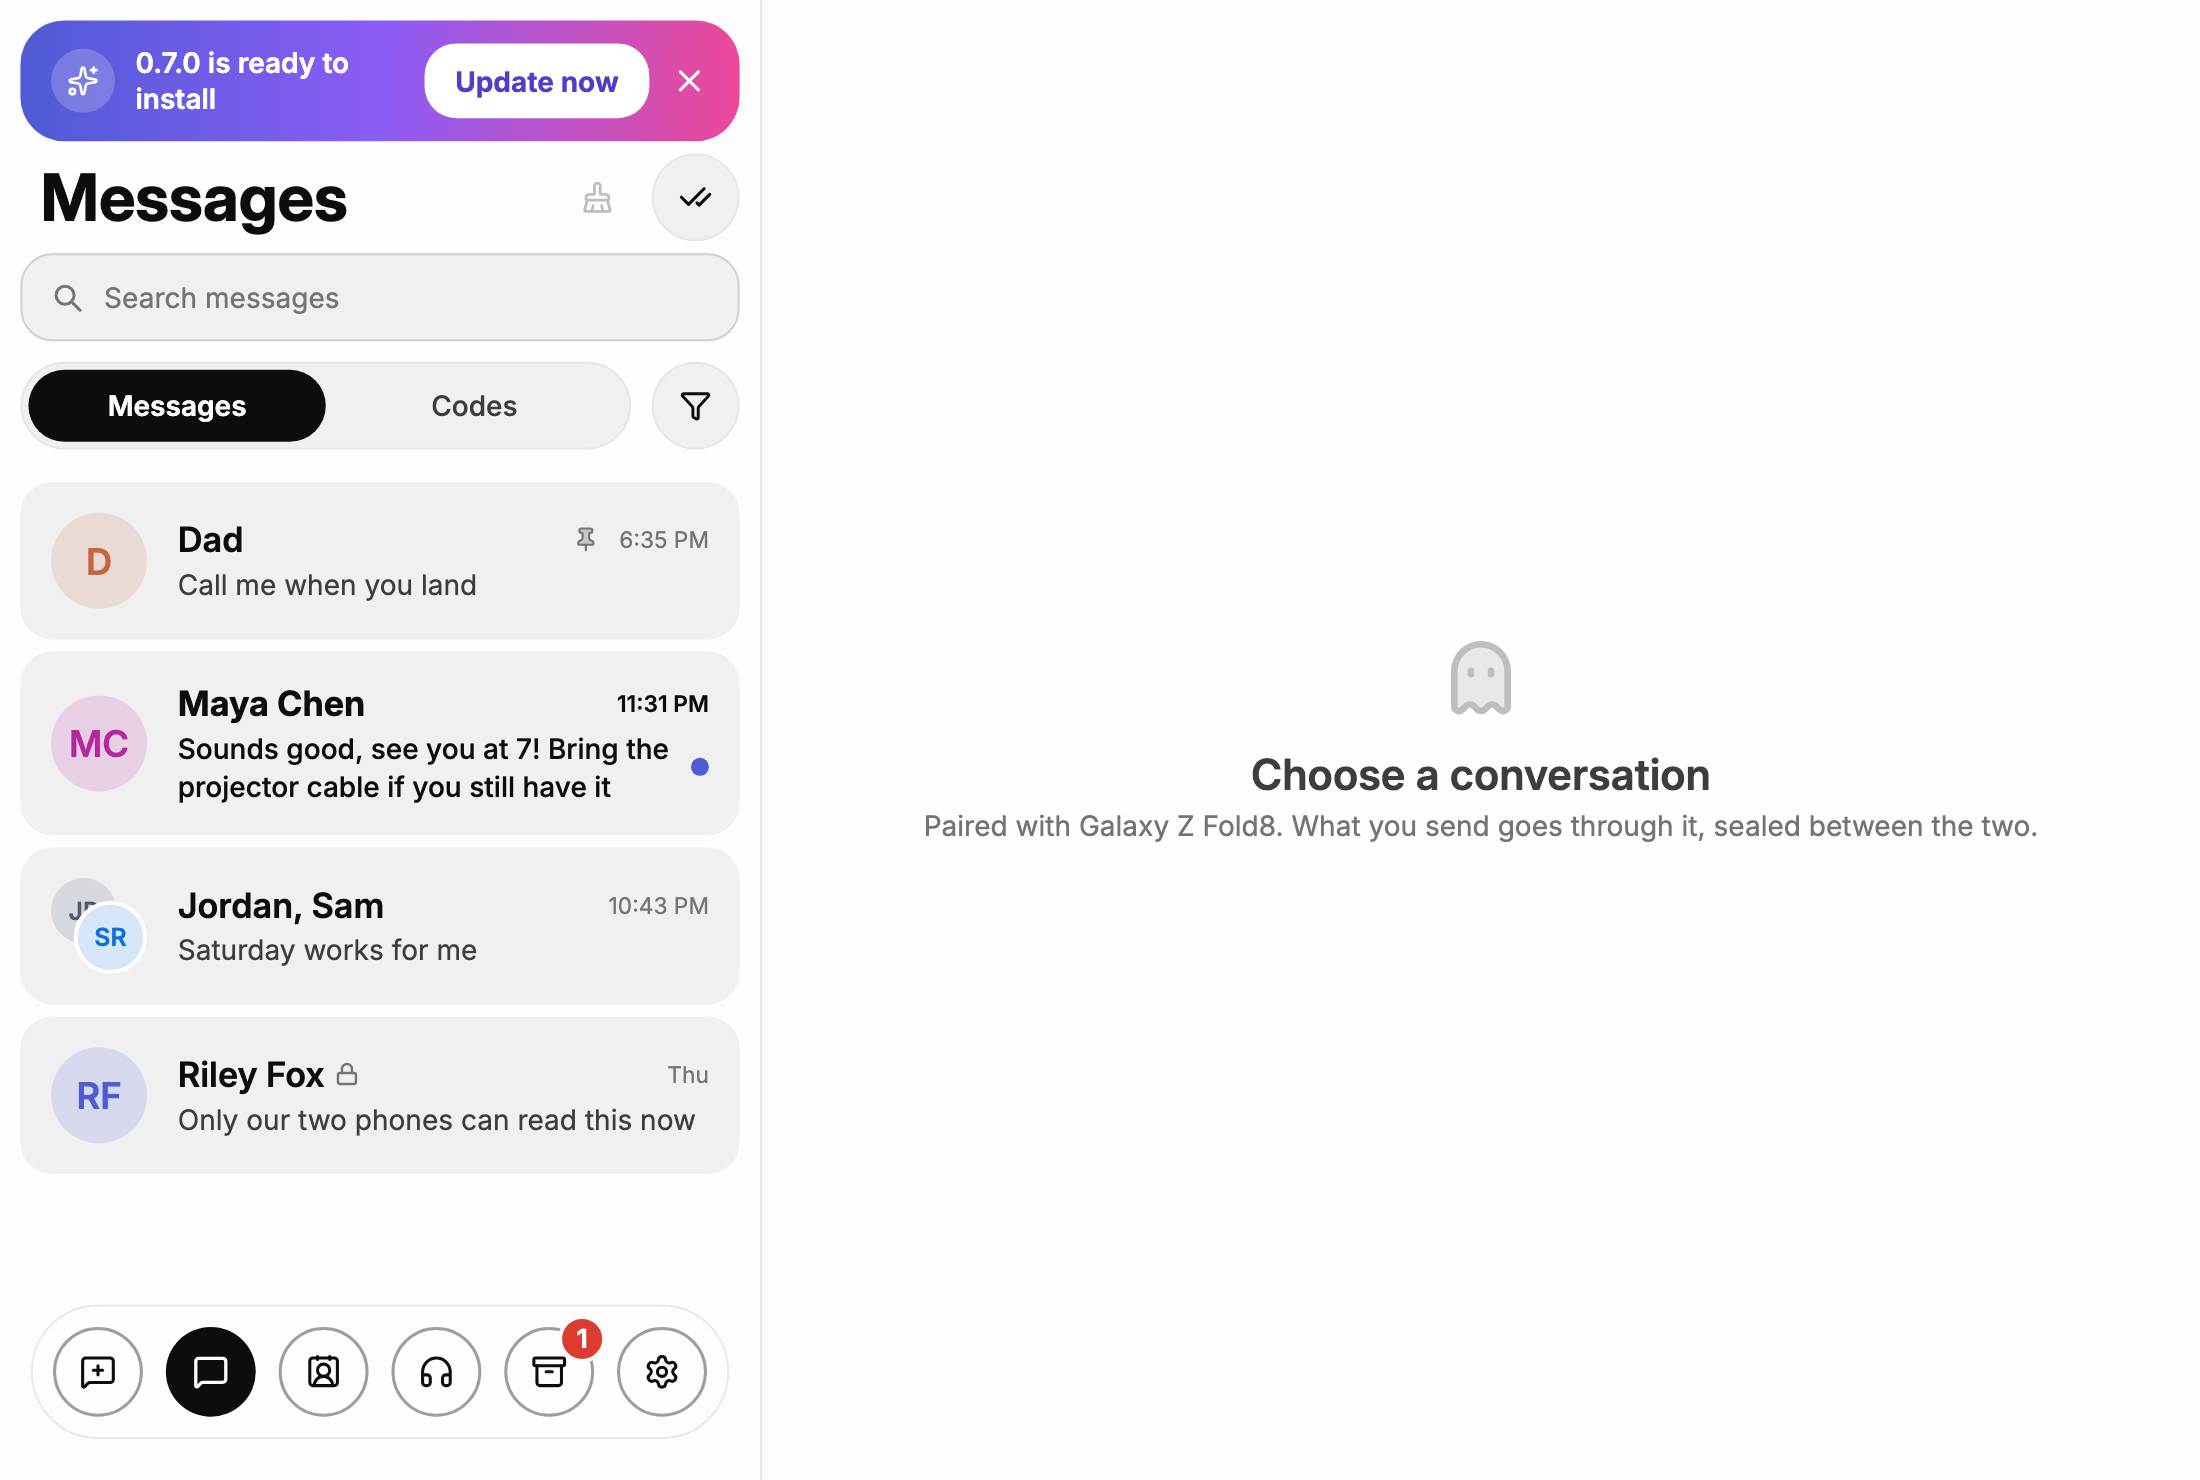 0.7.0 is ready to
install
Update now
Messages
Search messages
Messages
Codes
D
Dad
6:35 PM
Call me when you land
MC
Maya Chen
11:31 PM
Sounds good, see you at 7! Bring the
projector cable if you still have it
SR
Jordan, Sam
10:43 PM
Saturday works for me
RF
Riley Fox
Thu
Only our two phones can read this now
1
Choose a conversation
Paired with Galaxy Z Fold8. What you send goes through it, sealed between the two.